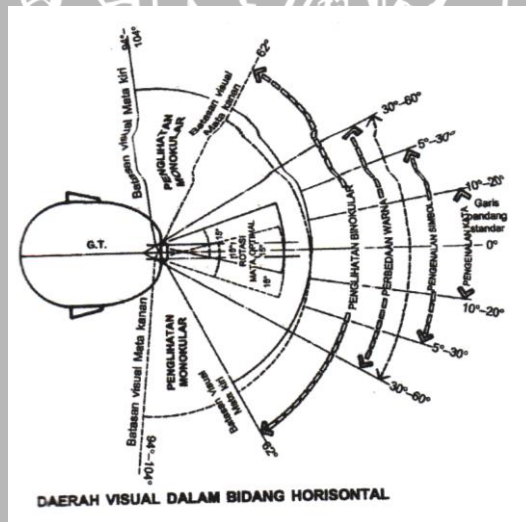 94°-
104°
62°
Batasan visual Mata kiri
PENGLIHATAN
MONOKULAR
Batasan visual
Mata kanan
30°-60°
5°-30°
10°-20°
Garis
pandang
standar
0°
G.T.
15°
15°
ROTASI
MATA OPTIMAL
15°
PENGLIHATAN BINOKULAR
PERBEDAAN WARNA
PENGENALAN SIMBOL
PENGENALAN KATA
10°-20°
5°-30°
30°-60°
62°
Batasan visual Mata kanan
PENGLIHATAN
MONOKULAR
Batasan visual
Mata kiri
94°-104°
DAERAH VISUAL DALAM BIDANG HORISONTAL